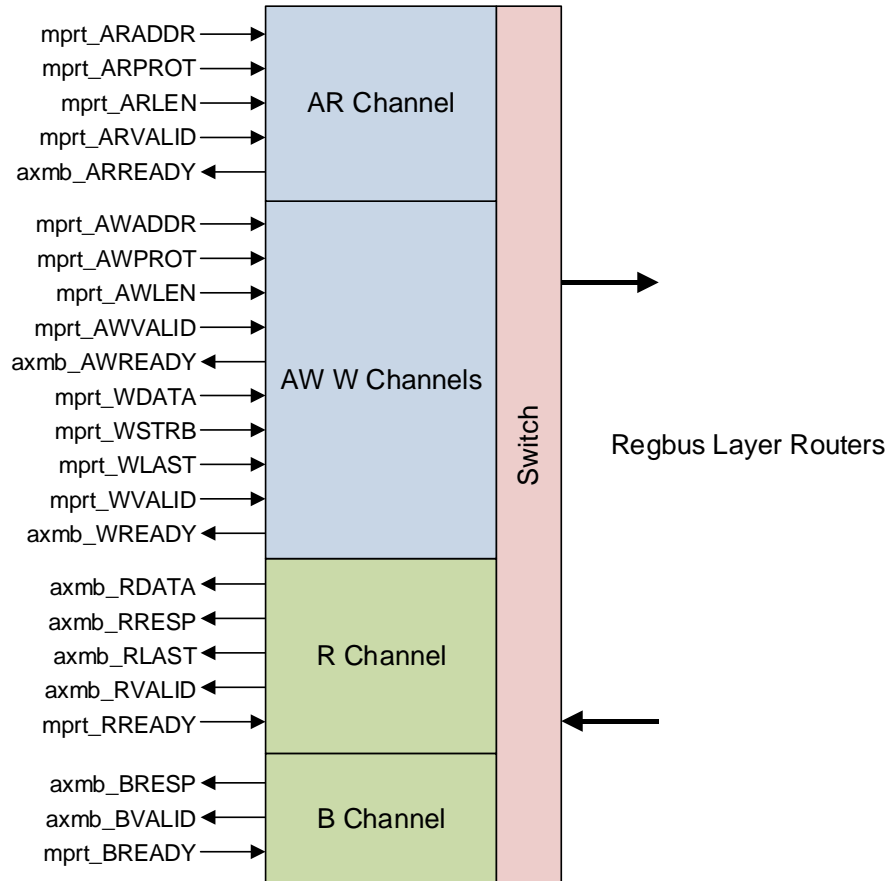 mprt_ARADDR
mprt_ARPROT
mprt_ARLEN
mprt_ARVALID
axmb_ARREADY
AR Channel
mprt_AWADDR
mprt_AWPROT
mprt_AWLEN
mprt_AWVALID
axmb_AWREADY
mprt_WDATA
mprt_WSTRB
mprt_WLAST
mprt_WVALID
axmb_WREADY
AW W Channels
axmb_RDATA
axmb_RRESP
axmb_RLAST
axmb_RVALID
mprt_RREADY
R Channel
axmb_BRESP
axmb_BVALID
mprt_BREADY
B Channel
Switch
Regbus Layer Routers